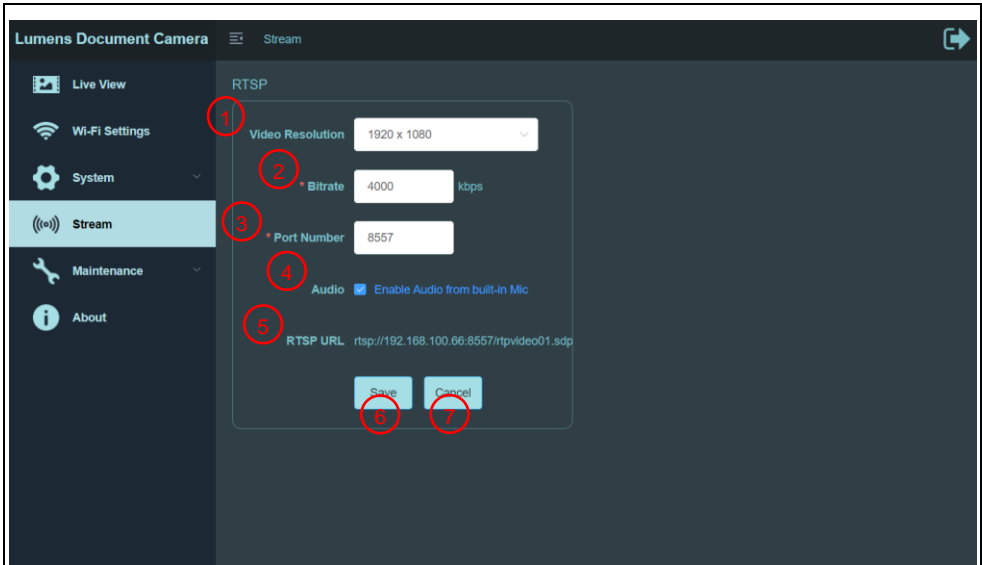 Lumens Document Camera
Stream
Live View
Wi-Fi Settings
System
Stream
Maintenance
About
RTSP
1
Video Resolution 1920 x 1080
2
* Bitrate 4000 kbps
3
* Port Number 8557
4
Audio Enable Audio from built-in Mic
5
RTSP URL rtsp://192.168.100.66:8557/rtpvideo01.sdp
Save Cancel
6 7